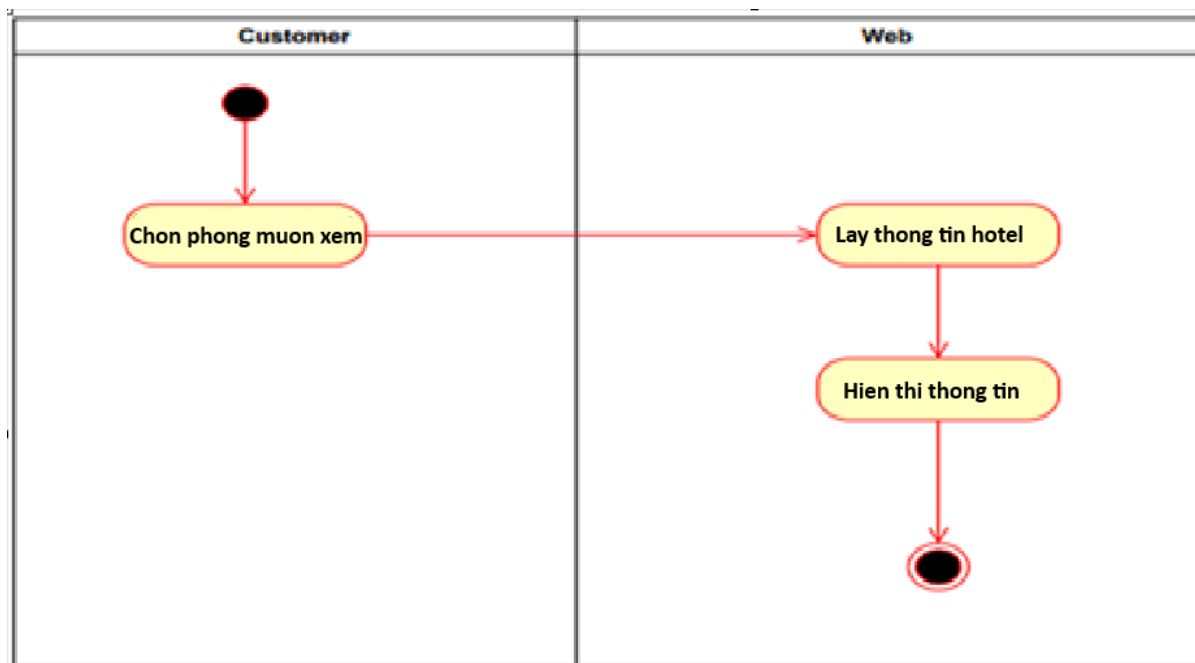 Customer
Web
Chon phong muon xem
Lay thong tin hotel
Hien thi thong tin